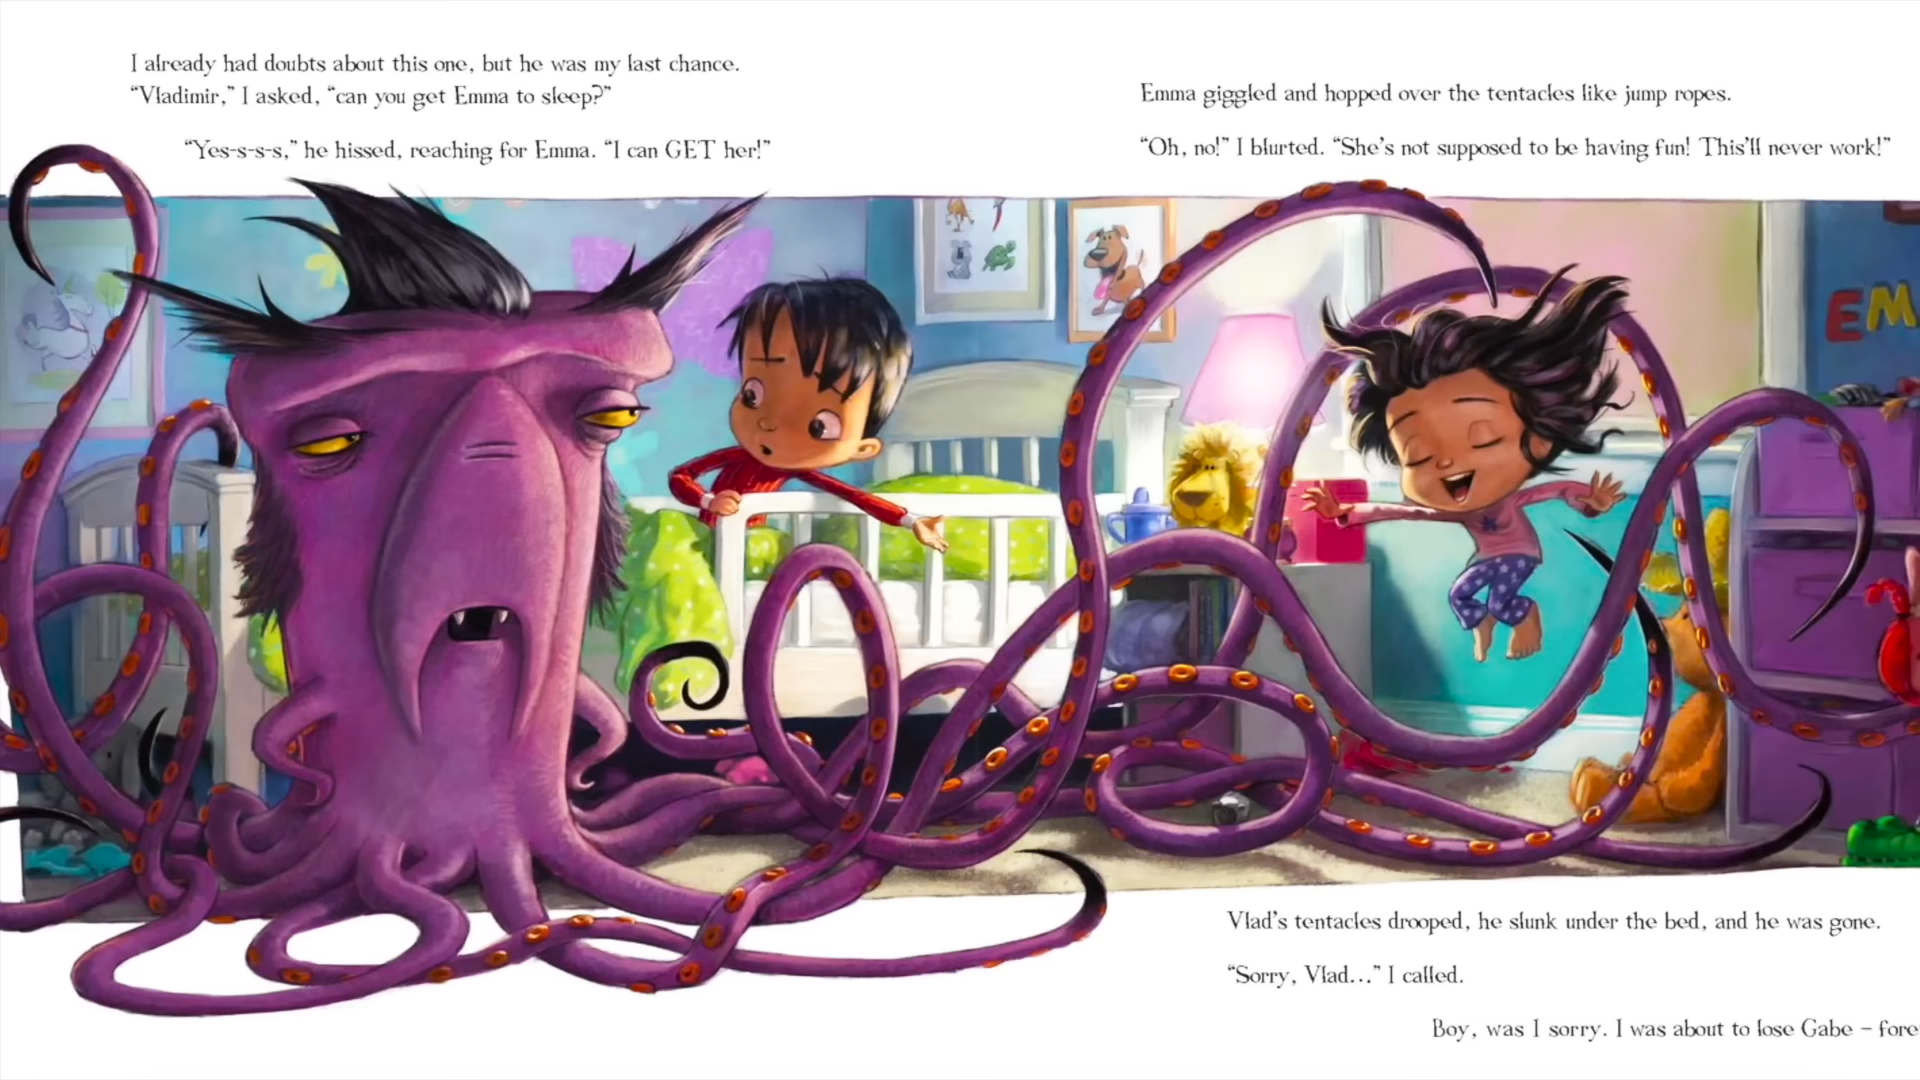 I already had doubts about this one, but he was my last chance.
“Vladimir,” I asked, “can you get Emma to sleep?”
“Yes-s-s-s,” he hissed, reaching for Emma. “I can GET her!”
Emma giggled and hopped over the tentacles like jump ropes.
“Oh, no!” I blurted. “She’s not supposed to be having fun! This’ll never work!”
EM
Vlad’s tentacles drooped, he slunk under the bed, and he was gone.
“Sorry, Vlad...” I called.
Boy, was I sorry. I was about to lose Gabe – fore